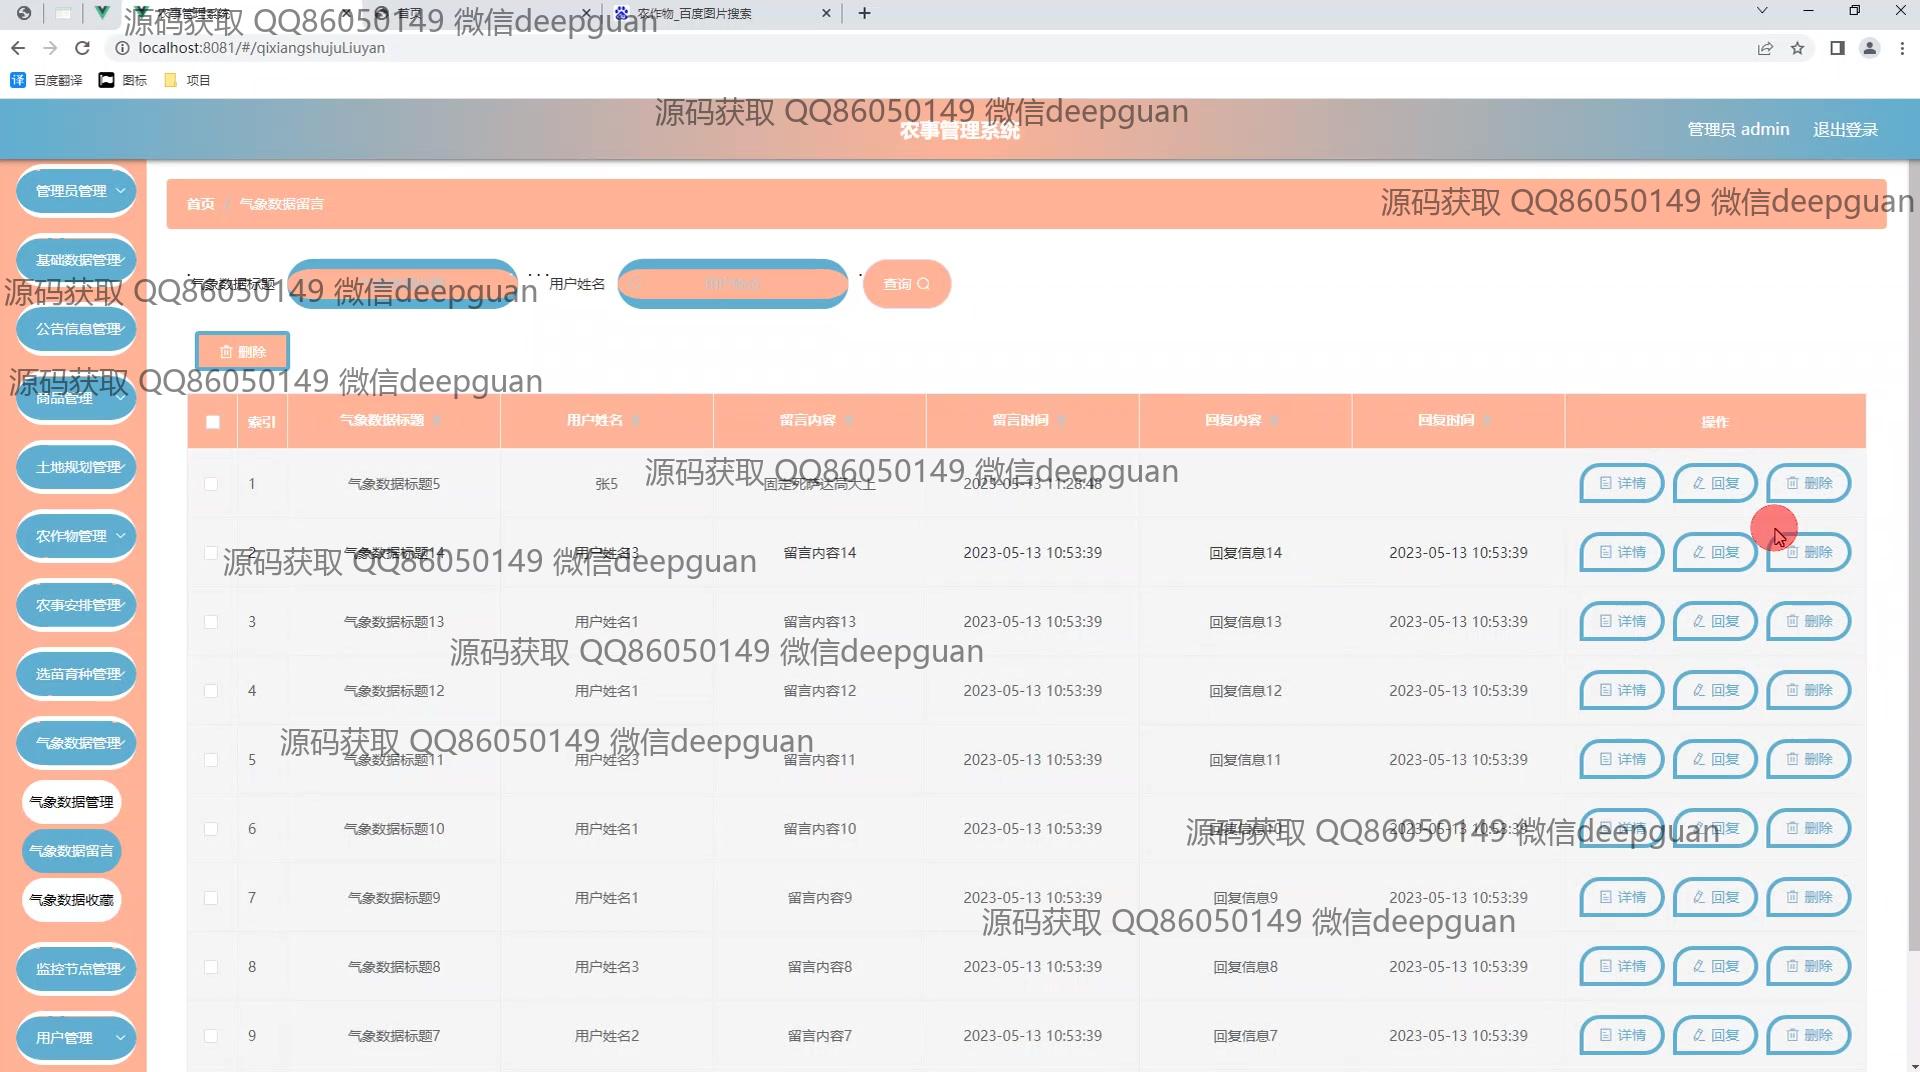 农事管理系统
首页
农作物_百度图片搜索
localhost:8081/#/qixiangshujuLiuyan
百度翻译
图标
项目
源码获取 QQ86050149 微信deepguan
源码获取 QQ86050149 微信deepguan
农事管理系统
管理员 admin
退出登录
管理员管理
首页 / 气象数据留言
源码获取 QQ86050149 微信deepguan
基础数据管理
气象数据标题
用户姓名
查询
源码获取 QQ86050149 微信deepguan
公告信息管理
删除
源码获取 QQ86050149 微信deepguan
商品管理
索引 气象数据标题 用户姓名 留言内容 留言时间 回复内容 回复时间 操作
土地规划管理
源码获取 QQ86050149 微信deepguan
1 气象数据标题5 张5 固定死萨达高大上 2023-05-13 11:28:48 详情 回复 删除
农作物管理
2 气象数据标题14 用户姓名3 留言内容14 2023-05-13 10:53:39 回复信息14 2023-05-13 10:53:39 详情 回复 删除
源码获取 QQ86050149 微信deepguan
农事安排管理
3 气象数据标题13 用户姓名1 留言内容13 2023-05-13 10:53:39 回复信息13 2023-05-13 10:53:39 详情 回复 删除
源码获取 QQ86050149 微信deepguan
选苗育种管理
4 气象数据标题12 用户姓名1 留言内容12 2023-05-13 10:53:39 回复信息12 2023-05-13 10:53:39 详情 回复 删除
气象数据管理
源码获取 QQ86050149 微信deepguan
5 气象数据标题11 用户姓名3 留言内容11 2023-05-13 10:53:39 回复信息11 2023-05-13 10:53:39 详情 回复 删除
气象数据管理
6 气象数据标题10 用户姓名1 留言内容10 2023-05-13 10:53:39 回复信息10 2023-05-13 10:53:39 详情 回复 删除
源码获取 QQ86050149 微信deepguan
气象数据留言
7 气象数据标题9 用户姓名1 留言内容9 2023-05-13 10:53:39 回复信息9 2023-05-13 10:53:39 详情 回复 删除
气象数据收藏
源码获取 QQ86050149 微信deepguan
监控节点管理
8 气象数据标题8 用户姓名3 留言内容8 2023-05-13 10:53:39 回复信息8 2023-05-13 10:53:39 详情 回复 删除
用户管理
9 气象数据标题7 用户姓名2 留言内容7 2023-05-13 10:53:39 回复信息7 2023-05-13 10:53:39 详情 回复 删除